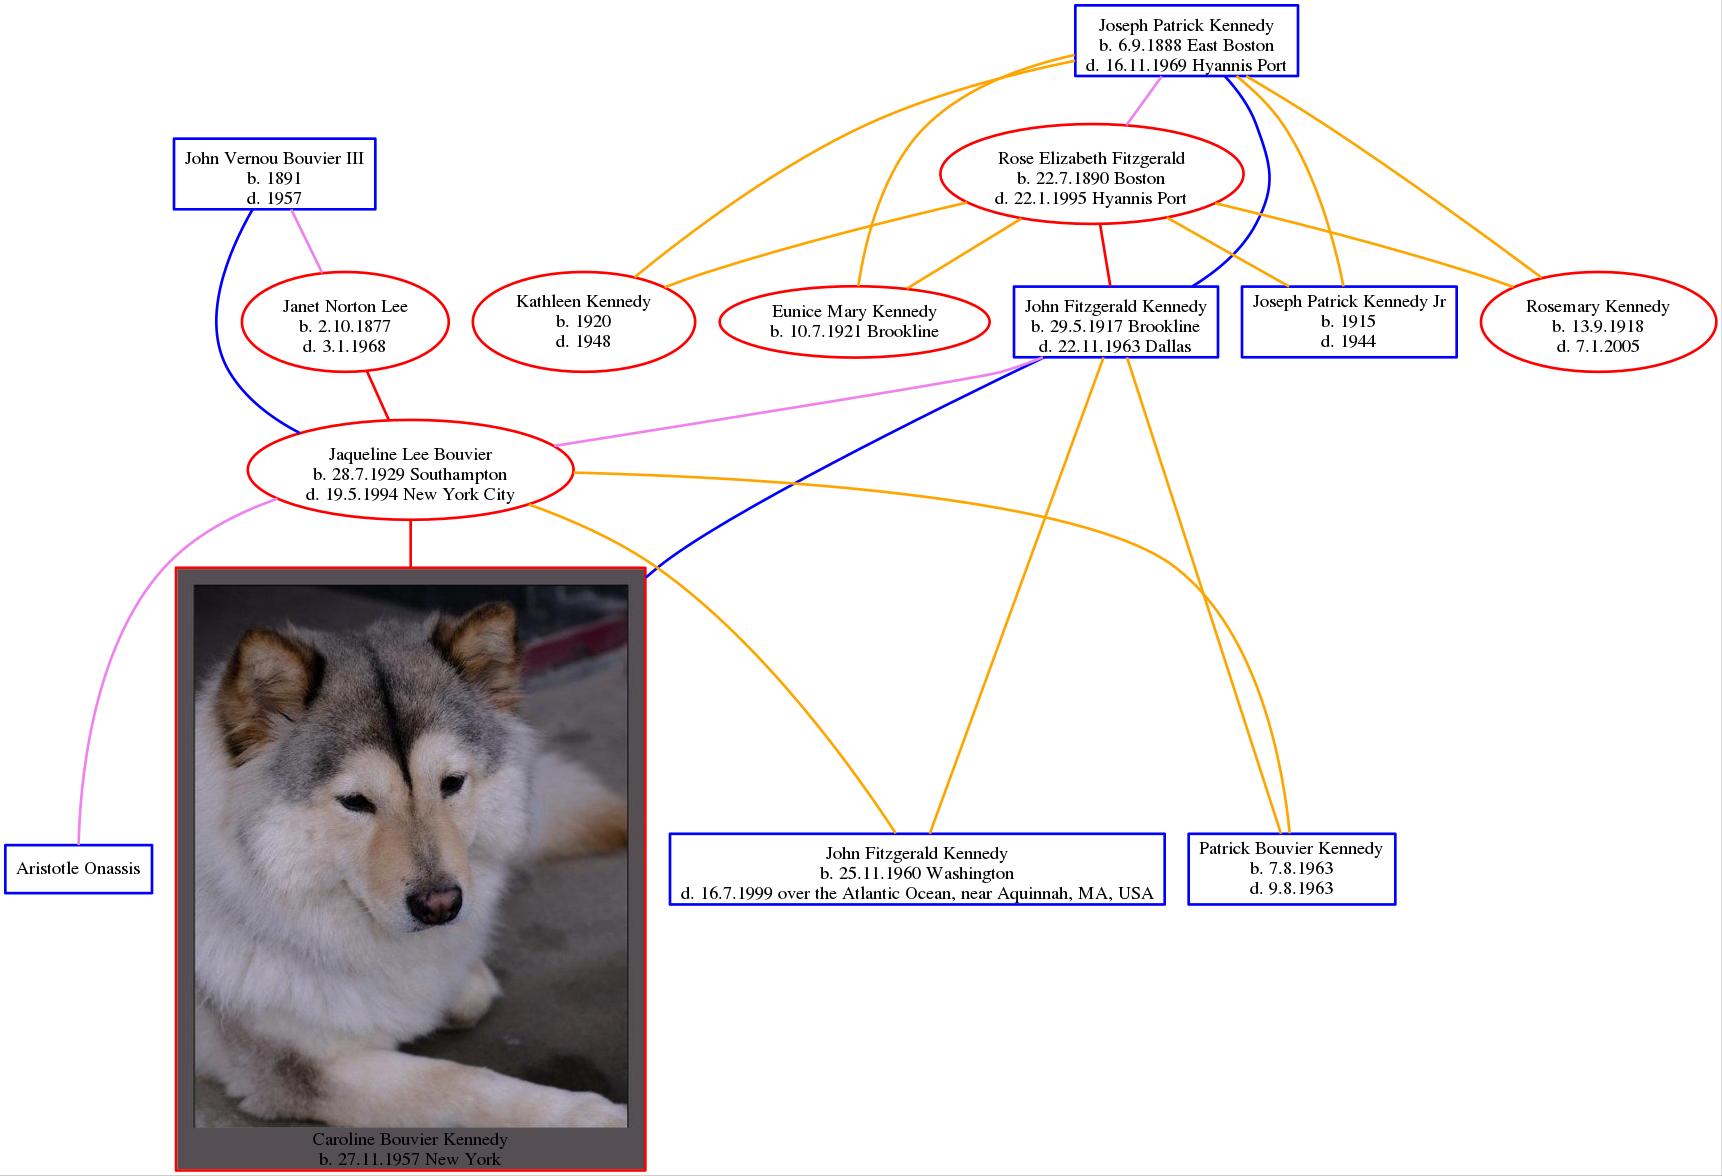 Joseph Patrick Kennedy
b. 6.9.1888 East Boston
d. 16.11.1969 Hyannis Port
John Vernou Bouvier III
b. 1891
d. 1957
Rose Elizabeth Fitzgerald
b. 22.7.1890 Boston
d. 22.1.1995 Hyannis Port
Janet Norton Lee
b. 2.10.1877
d. 3.1.1968
Kathleen Kennedy
b. 1920
d. 1948
Eunice Mary Kennedy
b. 10.7.1921 Brookline
John Fitzgerald Kennedy
b. 29.5.1917 Brookline
d. 22.11.1963 Dallas
Joseph Patrick Kennedy Jr
b. 1915
d. 1944
Rosemary Kennedy
b. 13.9.1918
d. 7.1.2005
Jaqueline Lee Bouvier
b. 28.7.1929 Southampton
d. 19.5.1994 New York City
Aristotle Onassis
Caroline Bouvier Kennedy
b. 27.11.1957 New York
John Fitzgerald Kennedy
b. 25.11.1960 Washington
d. 16.7.1999 over the Atlantic Ocean, near Aquinnah, MA, USA
Patrick Bouvier Kennedy
b. 7.8.1963
d. 9.8.1963